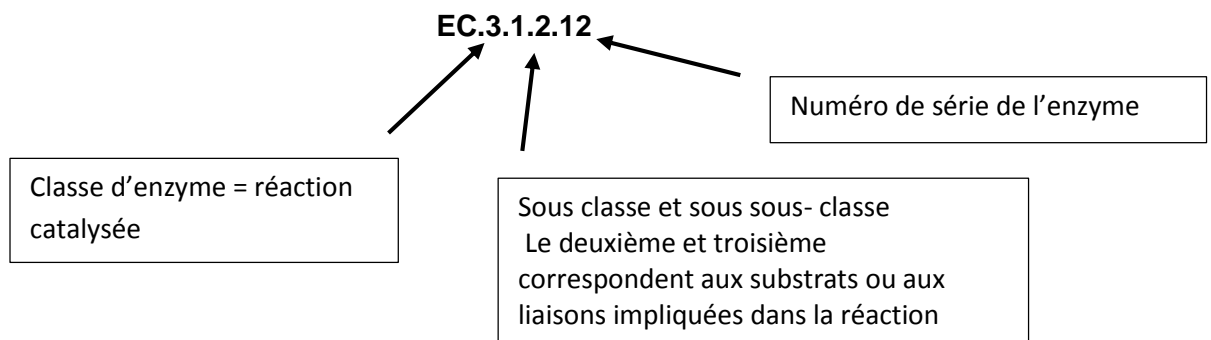 EC.3.1.2.12
Numéro de série de l’enzyme
Classe d’enzyme = réaction
catalysée
Sous classe et sous sous- classe
Le deuxième et troisième
correspondent aux substrats ou aux
liaisons impliquées dans la réaction